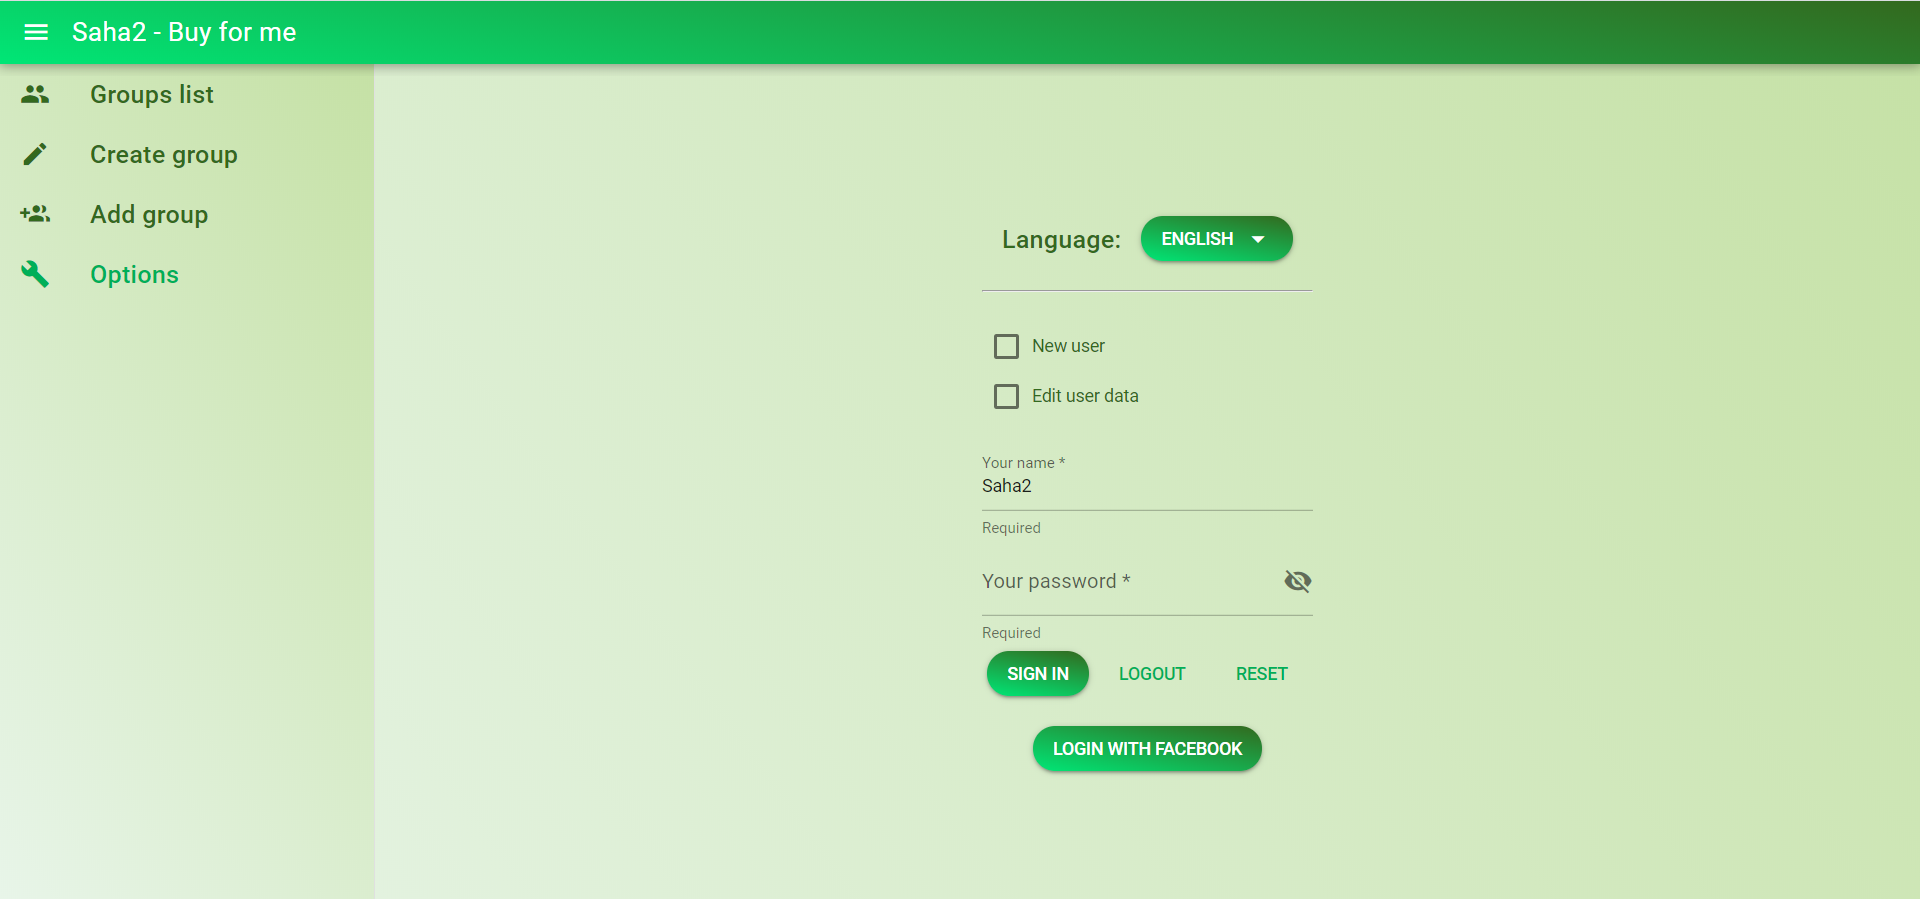 Saha2 - Buy for me
Groups list
Create group
Add group
Options
Language: ENGLISH
New user
Edit user data
Your name *
Saha2
Required
Your password *
Required
SIGN IN LOGOUT RESET
LOGIN WITH FACEBOOK